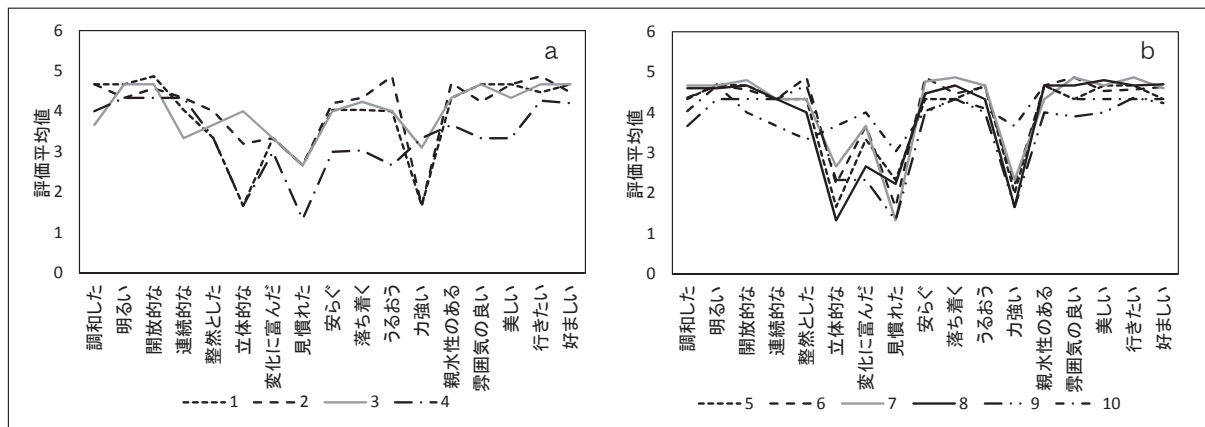 a
評価平均値
6
5
4
3
2
1
0
調和した
明るい
開放的な
連続的な
整然とした
立体的な
変化に富んだ
見慣れた
安らぐ
落ち着く
うるおう
力強い
親水性のある
雰囲気の良い
美しい
行きたい
好ましい
1 2 3 4
b
評価平均値
6
5
4
3
2
1
0
調和した
明るい
開放的な
連続的な
整然とした
立体的な
変化に富んだ
見慣れた
安らぐ
落ち着く
うるおう
力強い
親水性のある
雰囲気の良い
美しい
行きたい
好ましい
5 6 7 8 9 10